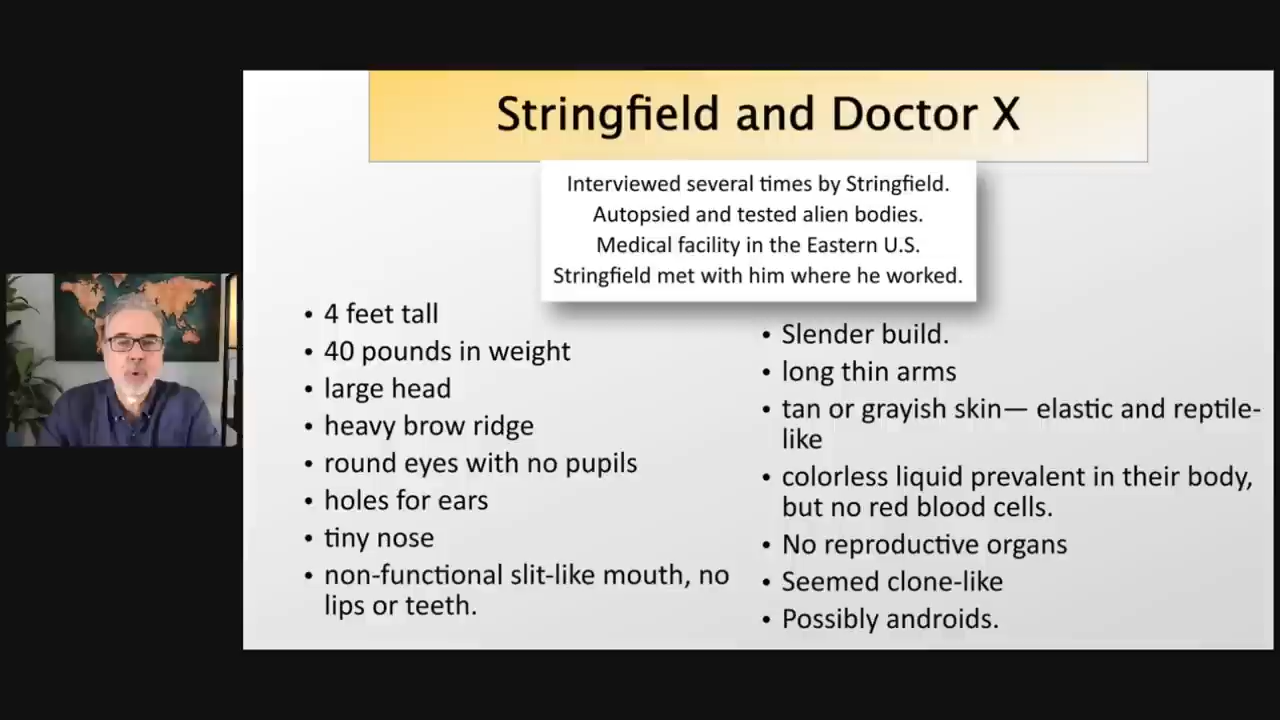 Stringfield and Doctor X
Interviewed several times by Stringfield.
Autopsied and tested alien bodies.
Medical facility in the Eastern U.S.
Stringfield met with him where he worked.
• 4 feet tall
• 40 pounds in weight
• large head
• heavy brow ridge
• round eyes with no pupils
• holes for ears
• tiny nose
• non-functional slit-like mouth, no
lips or teeth.
• Slender build.
• long thin arms
• tan or grayish skin— elastic and reptile-
like
• colorless liquid prevalent in their body,
but no red blood cells.
• No reproductive organs
• Seemed clone-like
• Possibly androids.